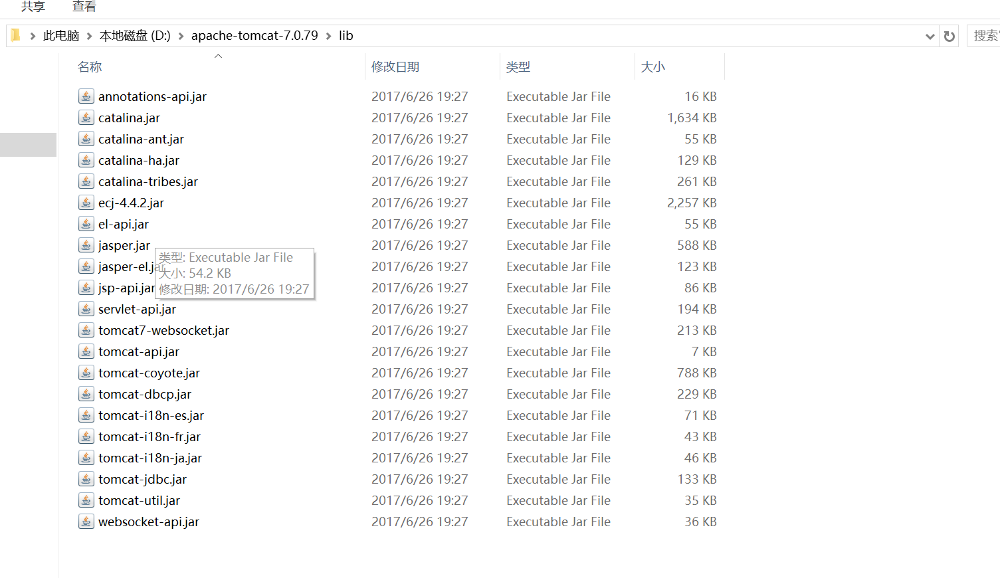 共享 查看
此电脑 本地磁盘 (D:) apache-tomcat-7.0.79 lib 搜索
名称 修改日期 类型 大小
annotations-api.jar 2017/6/26 19:27 Executable Jar File 16 KB
catalina.jar 2017/6/26 19:27 Executable Jar File 1,634 KB
catalina-ant.jar 2017/6/26 19:27 Executable Jar File 55 KB
catalina-ha.jar 2017/6/26 19:27 Executable Jar File 129 KB
catalina-tribes.jar 2017/6/26 19:27 Executable Jar File 261 KB
ecj-4.4.2.jar 2017/6/26 19:27 Executable Jar File 2,257 KB
el-api.jar 2017/6/26 19:27 Executable Jar File 55 KB
jasper.jar 2017/6/26 19:27 Executable Jar File 588 KB
类型: Executable Jar File
jasper-el.jar 2017/6/26 19:27 Executable Jar File 123 KB
大小: 54.2 KB
jsp-api.jar 2017/6/26 19:27 Executable Jar File 86 KB
修改日期: 2017/6/26 19:27
servlet-api.jar 2017/6/26 19:27 Executable Jar File 194 KB
tomcat7-websocket.jar 2017/6/26 19:27 Executable Jar File 213 KB
tomcat-api.jar 2017/6/26 19:27 Executable Jar File 7 KB
tomcat-coyote.jar 2017/6/26 19:27 Executable Jar File 788 KB
tomcat-dbcp.jar 2017/6/26 19:27 Executable Jar File 229 KB
tomcat-i18n-es.jar 2017/6/26 19:27 Executable Jar File 71 KB
tomcat-i18n-fr.jar 2017/6/26 19:27 Executable Jar File 43 KB
tomcat-i18n-ja.jar 2017/6/26 19:27 Executable Jar File 46 KB
tomcat-jdbc.jar 2017/6/26 19:27 Executable Jar File 133 KB
tomcat-util.jar 2017/6/26 19:27 Executable Jar File 35 KB
websocket-api.jar 2017/6/26 19:27 Executable Jar File 36 KB